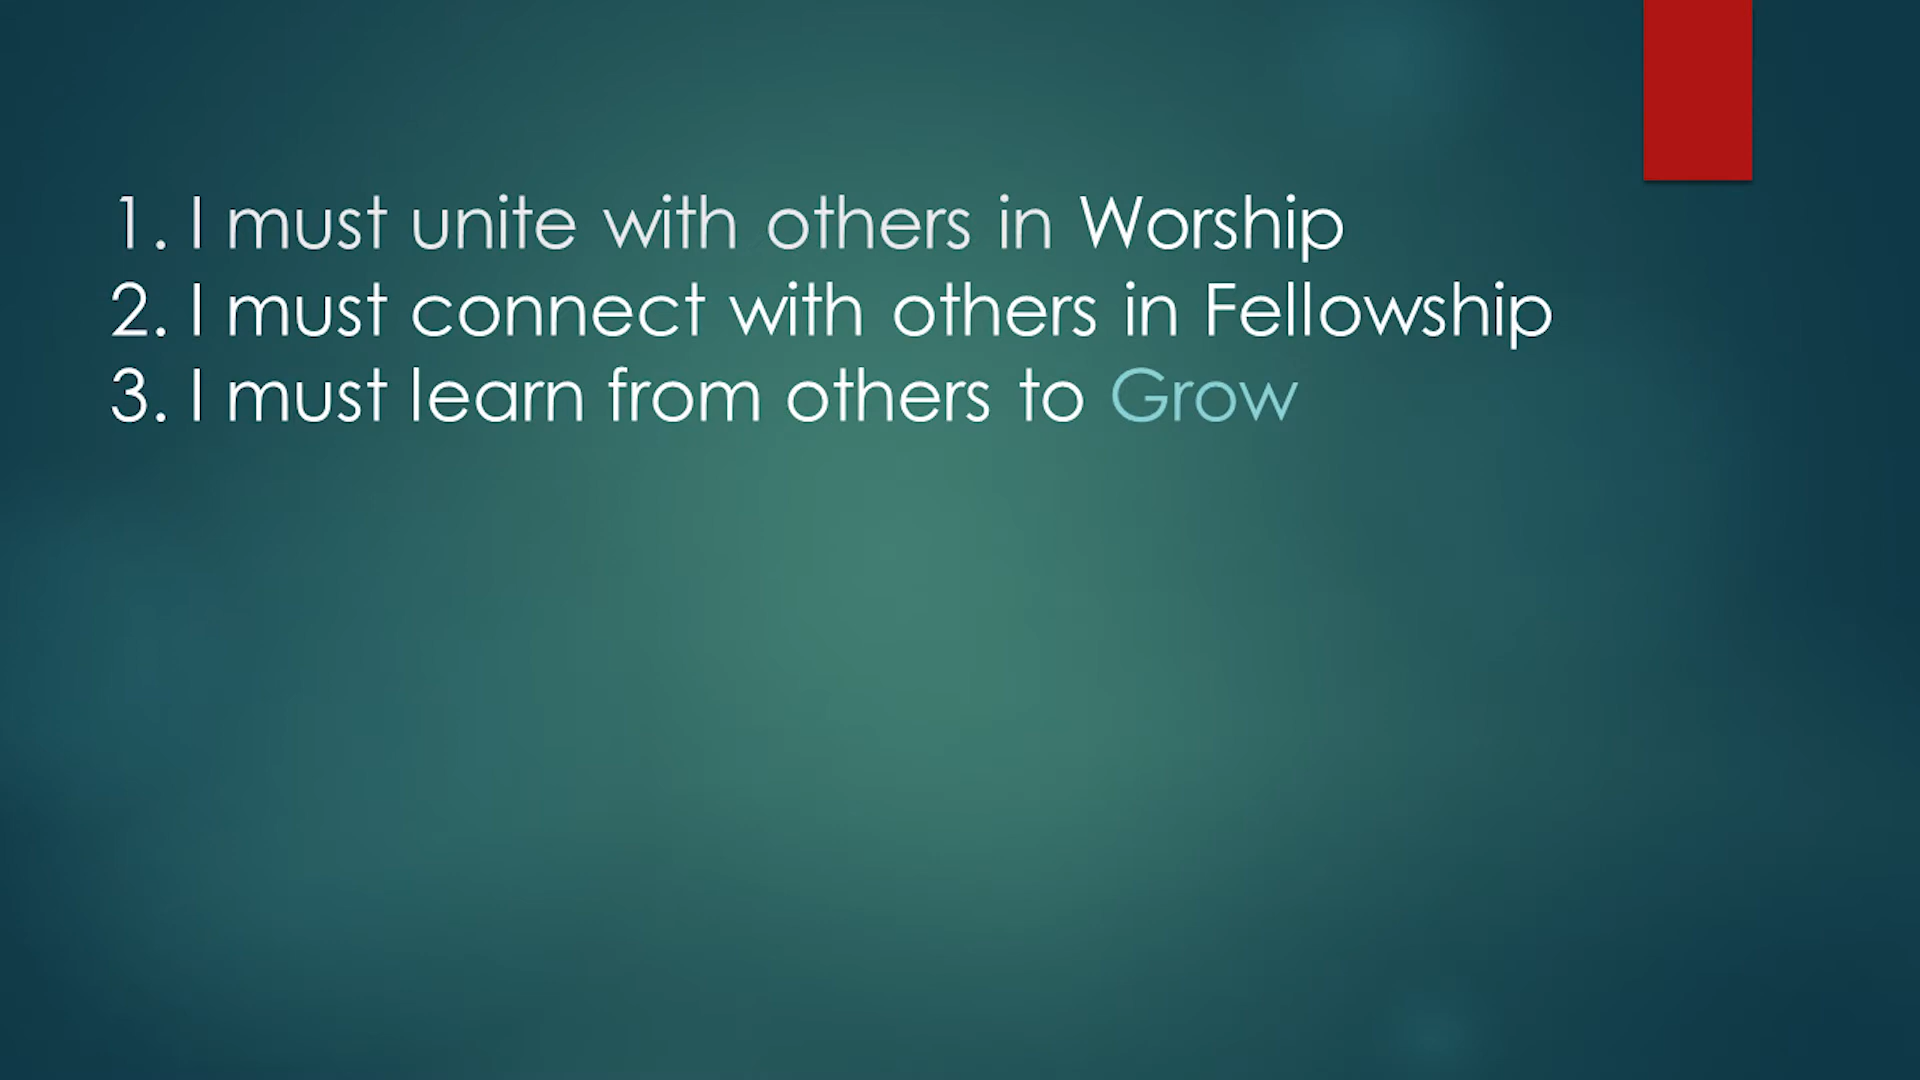 1. I must unite with others in Worship
2. I must connect with others in Fellowship
3. I must learn from others to Grow